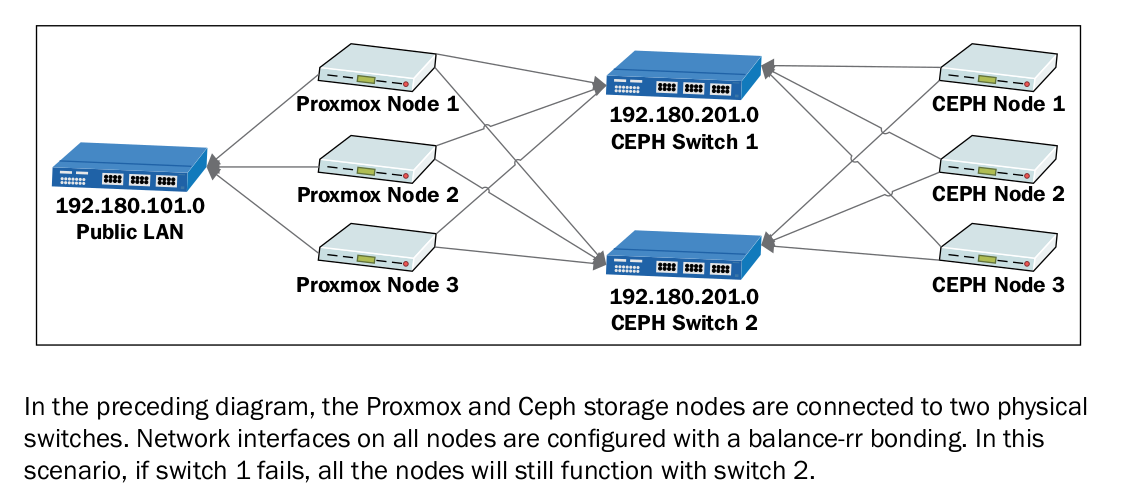 Proxmox Node 1
192.180.201.0
CEPH Switch 1
CEPH Node 1
Proxmox Node 2
CEPH Node 2
192.180.101.0
Public LAN
Proxmox Node 3
192.180.201.0
CEPH Switch 2
CEPH Node 3
In the preceding diagram, the Proxmox and Ceph storage nodes are connected to two physical
switches. Network interfaces on all nodes are configured with a balance-rr bonding. In this
scenario, if switch 1 fails, all the nodes will still function with switch 2.